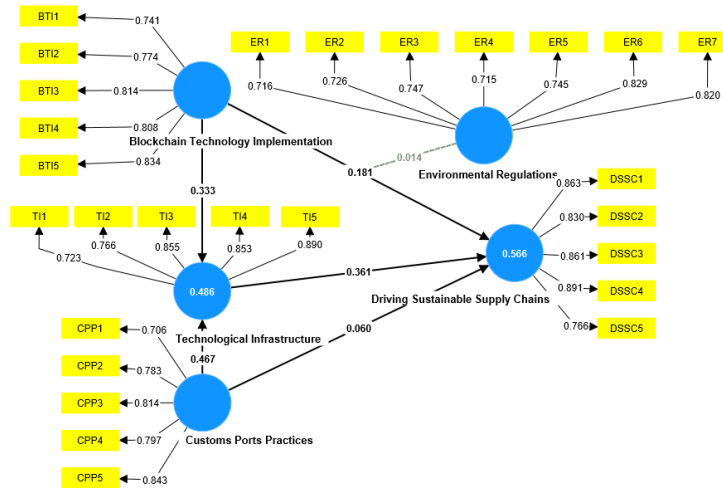 BTI1
0.741
BTI2
0.774
BTI3
0.814
BTI4
0.808
BTI5
0.834
Blockchain Technology Implementation
ER1
ER2
ER3
ER4
ER5
ER6
ER7
0.716
0.726
0.747
0.715
0.745
0.829
0.820
Environmental Regulations
0.014
0.181
0.333
TI1
TI2
TI3
TI4
TI5
0.723
0.766
0.855
0.853
0.890
0.486
Technological Infrastructure
0.467
0.361
0.060
0.566
Driving Sustainable Supply Chains
0.863
DSSC1
0.830
DSSC2
0.861
DSSC3
0.891
DSSC4
0.766
DSSC5
CPP1
0.706
CPP2
0.783
CPP3
0.814
CPP4
0.797
CPP5
0.843
Customs Ports Practices